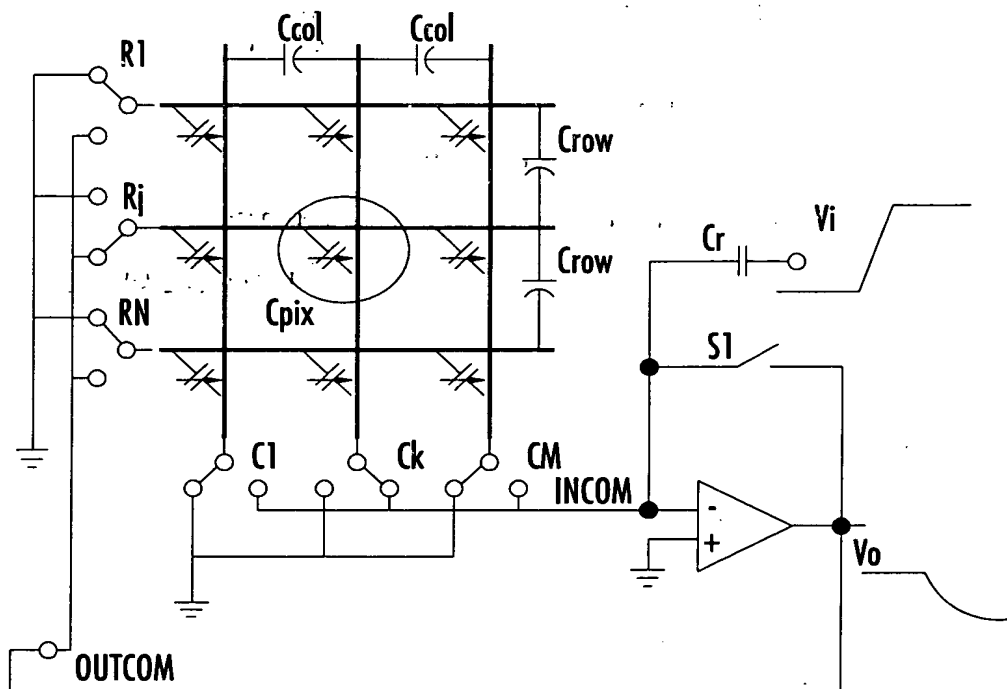 Ccol
Ccol
R1
Crow
Rj
Vi
Cr
Crow
Cpix
RN
S1
C1
Ck
CM
INCOM
-
+
Vo
OUTCOM